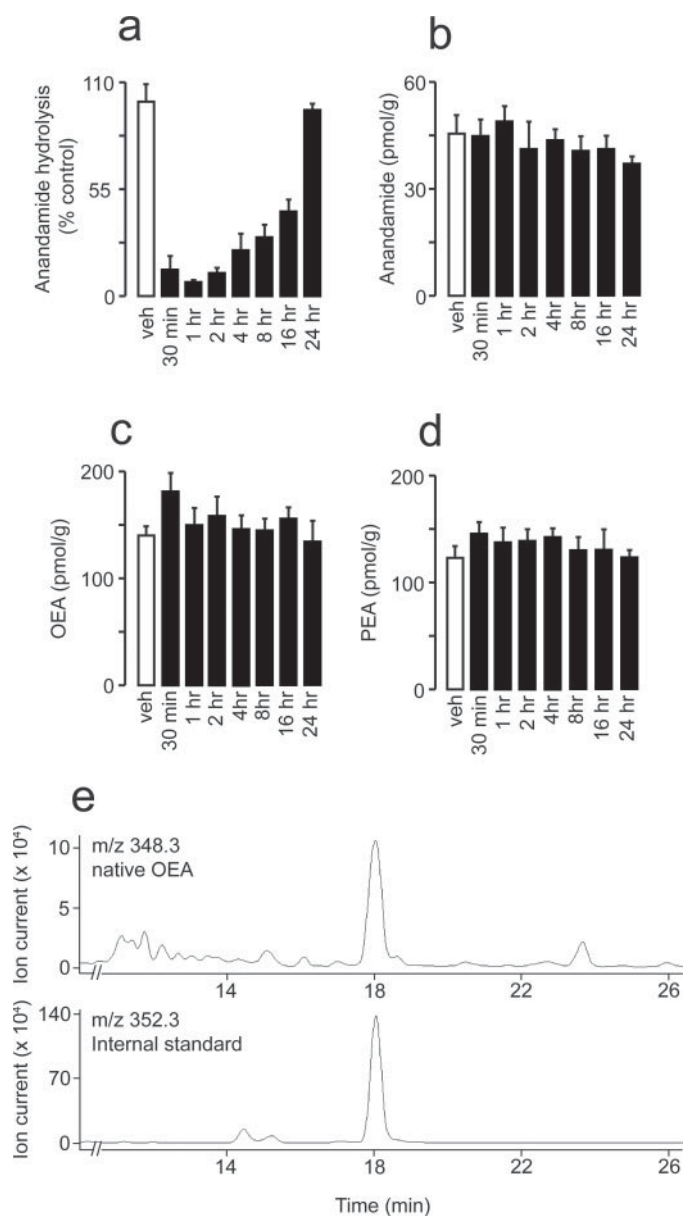 a
Anandamide hydrolysis
(% control)
110
55
0
veh
30 min
1 hr
2 hr
4 hr
8 hr
16 hr
24 hr
b
Anandamide (pmol/g)
60
30
0
veh
30 min
1 hr
2 hr
4hr
8hr
16 hr
24 hr
c
OEA (pmol/g)
200
100
0
veh
30 min
1 hr
2 hr
4hr
8hr
16 hr
24 hr
d
PEA (pmol/g)
200
100
0
veh
30 min
1 hr
2 hr
4 hr
8hr
16 hr
24 hr
e
Ion current (x 10⁴)
10
5
0
m/z 348.3
native OEA
14 18 22 26
Ion current (x 10⁴)
140
70
0
m/z 352.3
Internal standard
14 18 22 26
Time (min)